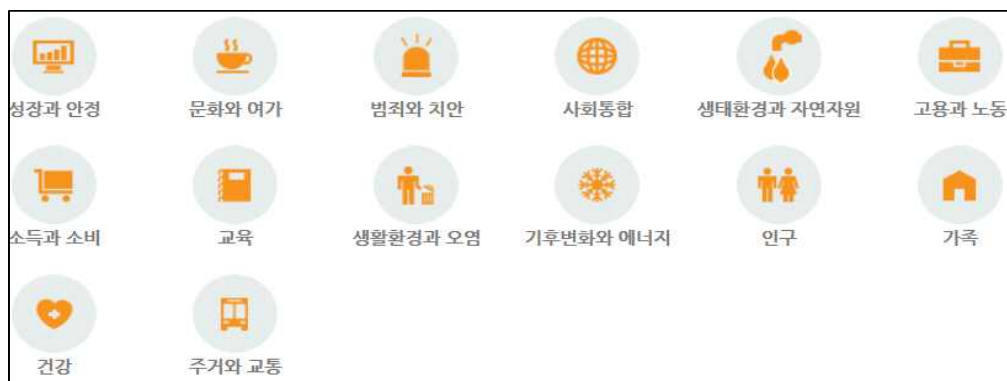 성장과 안정 문화와 여가 범죄와 치안 사회통합 생태환경과 자연자원 고용과 노동
소득과 소비 교육 생활환경과 오염 기후변화와 에너지 인구 가족
건강 주거와 교통